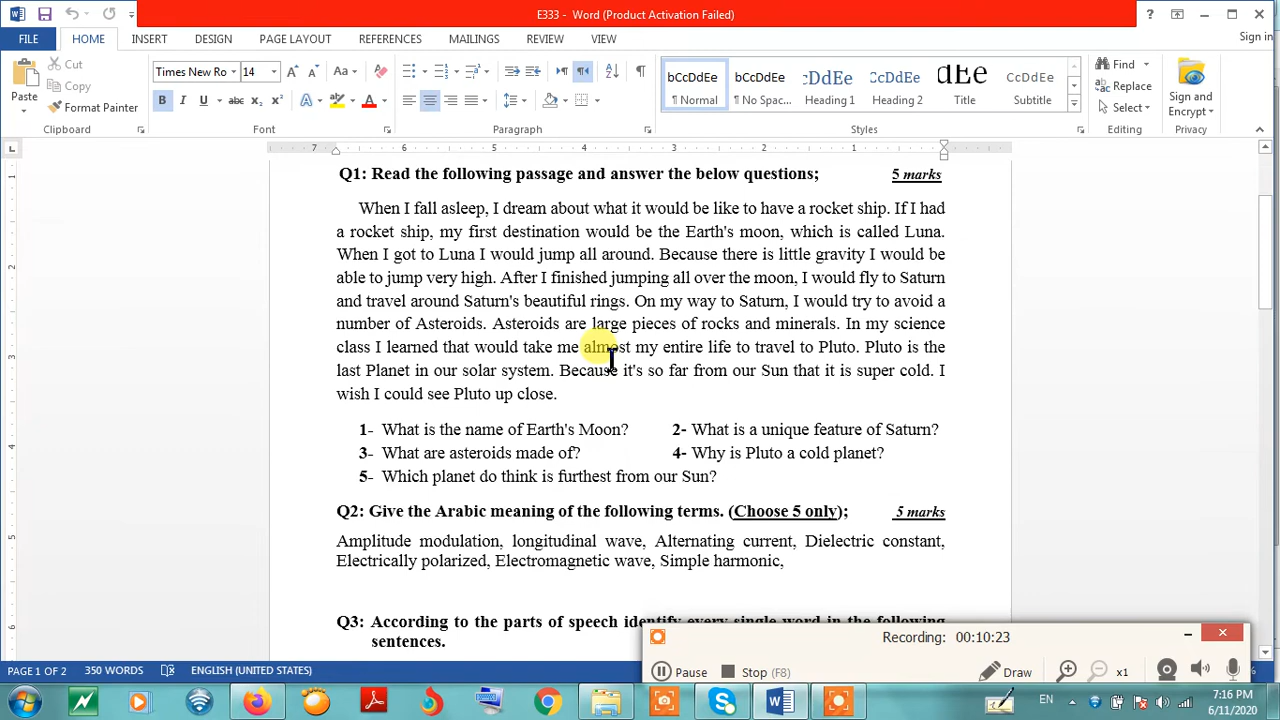 E333 - Word (Product Activation Failed)
FILE HOME INSERT DESIGN PAGE LAYOUT REFERENCES MAILINGS REVIEW VIEW Sign in
Paste Cut Copy Format Painter
Times New Ro 14
AaBbCcDdEe
¶ Normal ¶ No Spac... Heading 1 Heading 2 Title Subtitle
Find Replace Select
Sign and Encrypt
Clipboard Font Paragraph Styles Editing Privacy
7 6 5 4 3 2 1
Q1: Read the following passage and answer the below questions; 5 marks
When I fall asleep, I dream about what it would be like to have a rocket ship. If I had
a rocket ship, my first destination would be the Earth's moon, which is called Luna.
When I got to Luna I would jump all around. Because there is little gravity I would be
able to jump very high. After I finished jumping all over the moon, I would fly to Saturn
and travel around Saturn's beautiful rings. On my way to Saturn, I would try to avoid a
number of Asteroids. Asteroids are large pieces of rocks and minerals. In my science
class I learned that would take me almost my entire life to travel to Pluto. Pluto is the
last Planet in our solar system. Because it's so far from our Sun that it is super cold. I
wish I could see Pluto up close.
1- What is the name of Earth's Moon? 2- What is a unique feature of Saturn?
3- What are asteroids made of? 4- Why is Pluto a cold planet?
5- Which planet do think is furthest from our Sun?
Q2: Give the Arabic meaning of the following terms. (Choose 5 only); 5 marks
Amplitude modulation, longitudinal wave, Alternating current, Dielectric constant,
Electrically polarized, Electromagnetic wave, Simple harmonic,
Q3: According to the parts of speech identify every single word in the following
sentences.
Recording: 00:10:23
Pause Stop (F8) Draw x1
PAGE 1 OF 2 350 WORDS ENGLISH (UNITED STATES)
EN 7:16 PM
6/11/2020